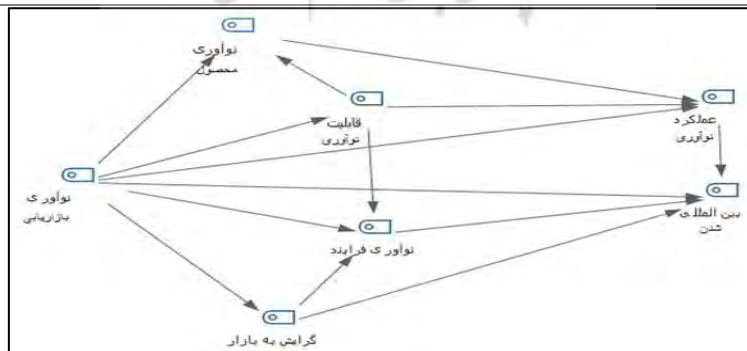 نوآوری
محصول
قابلیت
نوآوری
عملکرد
نوآوری
نوآوری
بازاریابی
بین المللی
شدن
نوآوری فرایند
گرایش به بازار